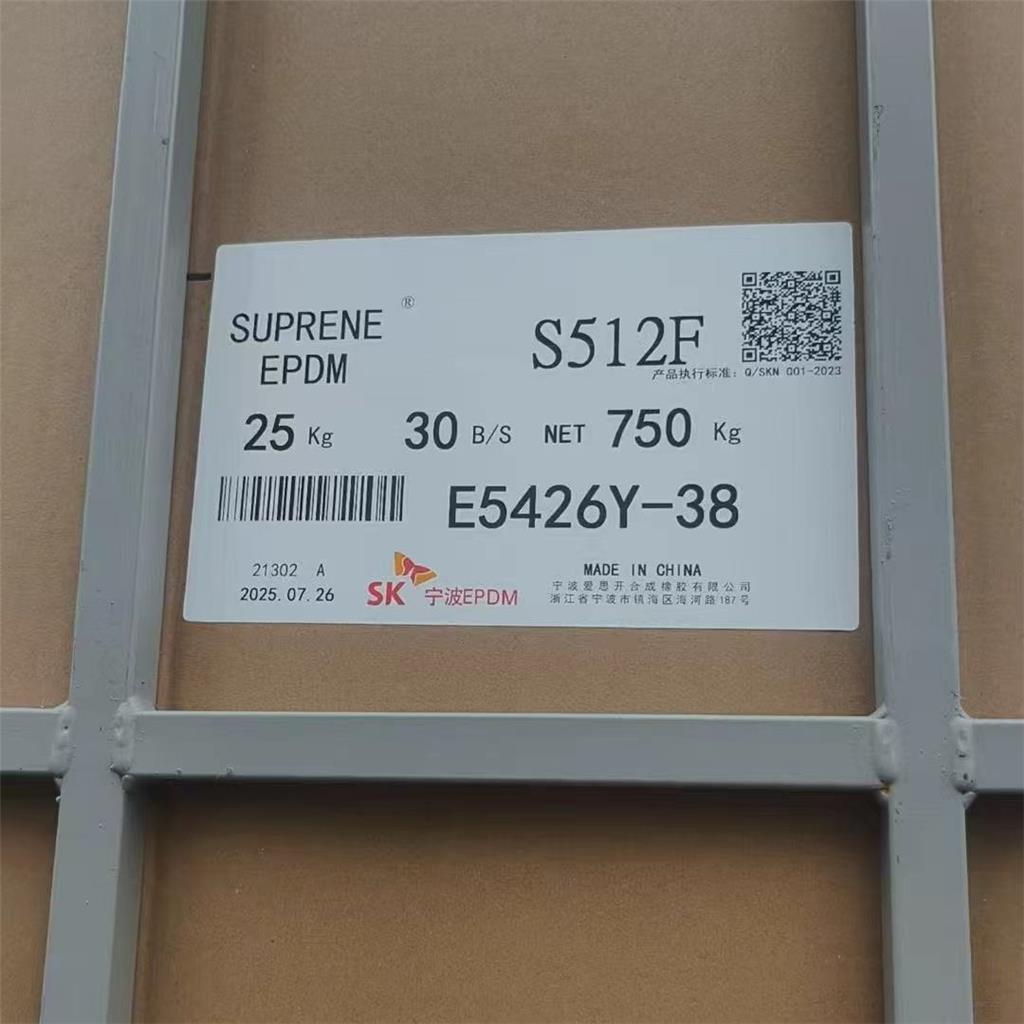 SUPRENE ®
EPDM
S512F
产品执行标准: Q/SKN 001-2023
25 Kg 30 B/S NET 750 Kg
E5426Y-38
21302 A
2025.07.26
SK 宁波EPDM
MADE IN CHINA
宁波爱思开合成橡胶有限公司
浙江省宁波市镇海区海河路187号